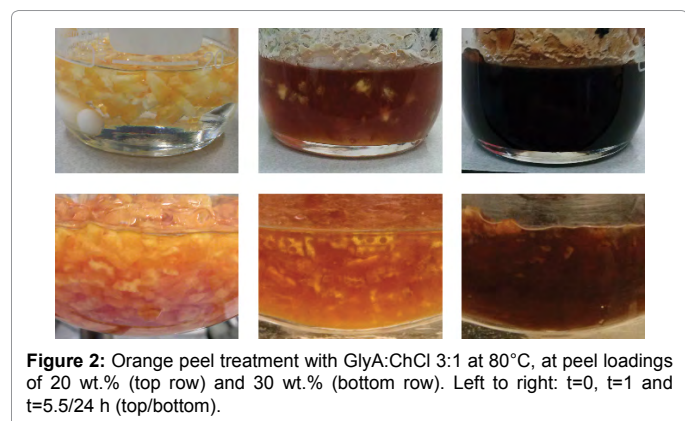 Figure 2: Orange peel treatment with GlyA:ChCl 3:1 at 80°C, at peel loadings
of 20 wt.% (top row) and 30 wt.% (bottom row). Left to right: t=0, t=1 and
t=5.5/24 h (top/bottom).